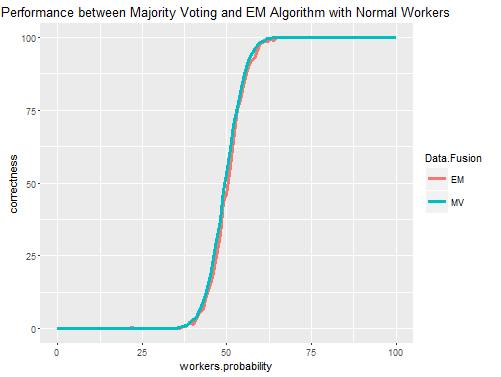 Performance between Majority Voting and EM Algorithm with Normal Workers
100
75
50
25
0
correctness
0 25 50 75 100
workers.probability
Data.Fusion
EM
MV